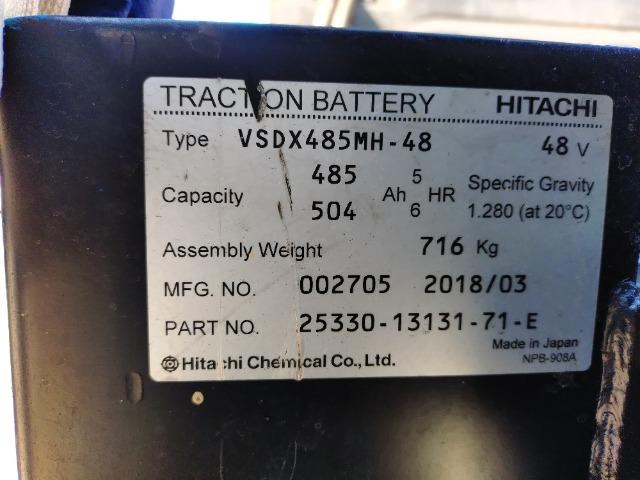 TRACTION BATTERY HITACHI
Type VSDX485MH-48 48 V
Capacity 485 Ah 5 HR Specific Gravity
504 6 1.280 (at 20°C)
Assembly Weight 716 Kg
MFG. NO. 002705 2018/03
PART NO. 25330-13131-71-E
Made in Japan
Hitachi Chemical Co., Ltd. NPB-908A